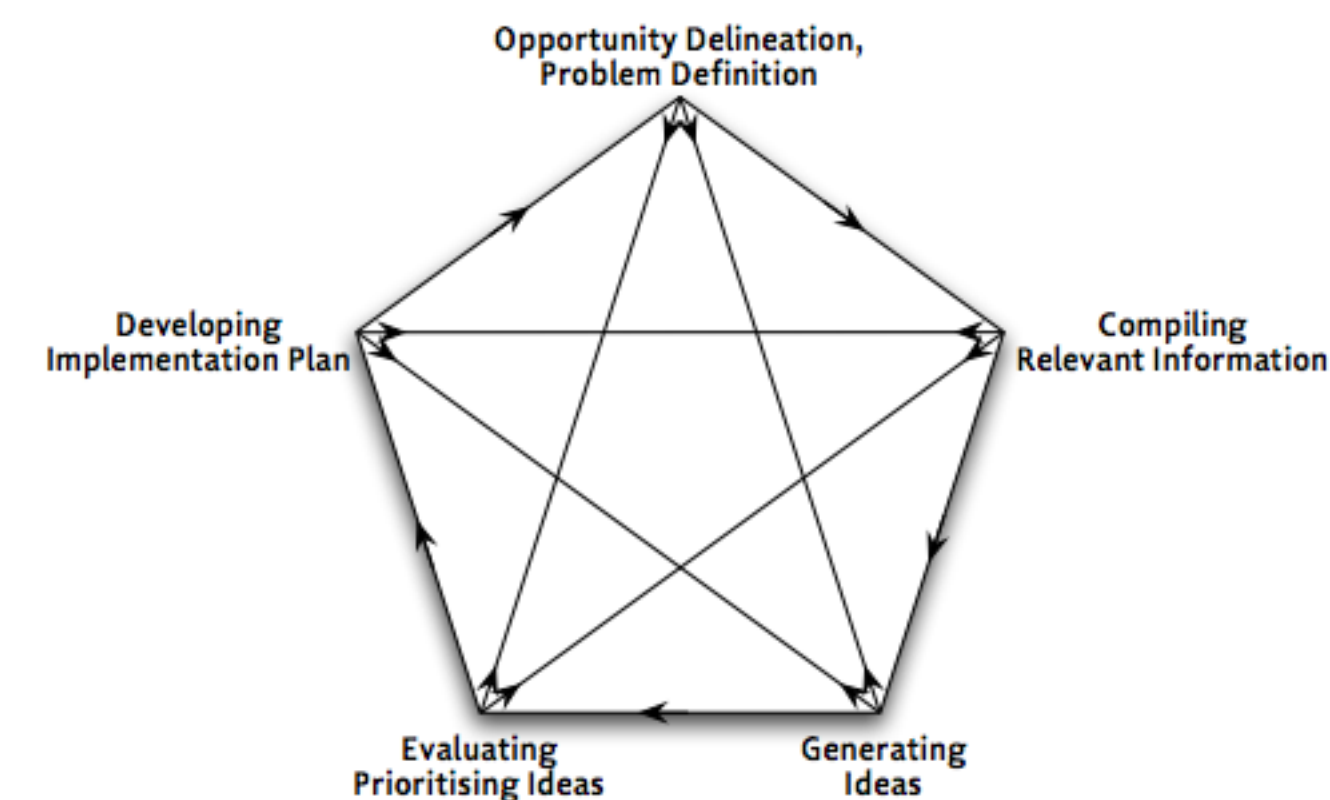 Opportunity Delineation,
Problem Definition
Developing
Implementation Plan
Compiling
Relevant Information
Evaluating
Prioritising Ideas
Generating
Ideas